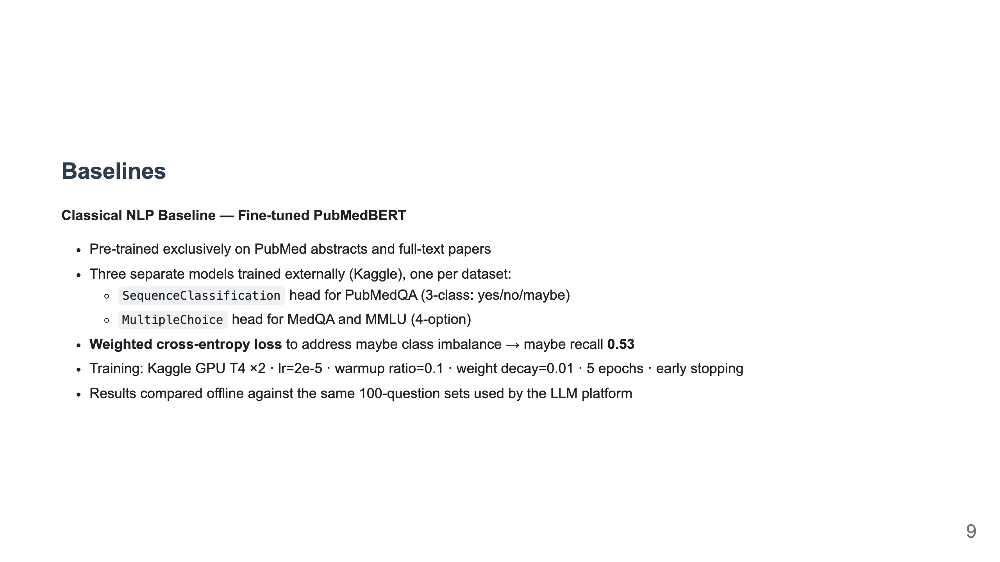 Baselines
Classical NLP Baseline — Fine-tuned PubMedBERT
• Pre-trained exclusively on PubMed abstracts and full-text papers
• Three separate models trained externally (Kaggle), one per dataset:
◦ SequenceClassification head for PubMedQA (3-class: yes/no/maybe)
◦ MultipleChoice head for MedQA and MMLU (4-option)
• Weighted cross-entropy loss to address maybe class imbalance → maybe recall 0.53
• Training: Kaggle GPU T4 ×2 · lr=2e-5 · warmup ratio=0.1 · weight decay=0.01 · 5 epochs · early stopping
• Results compared offline against the same 100-question sets used by the LLM platform
9